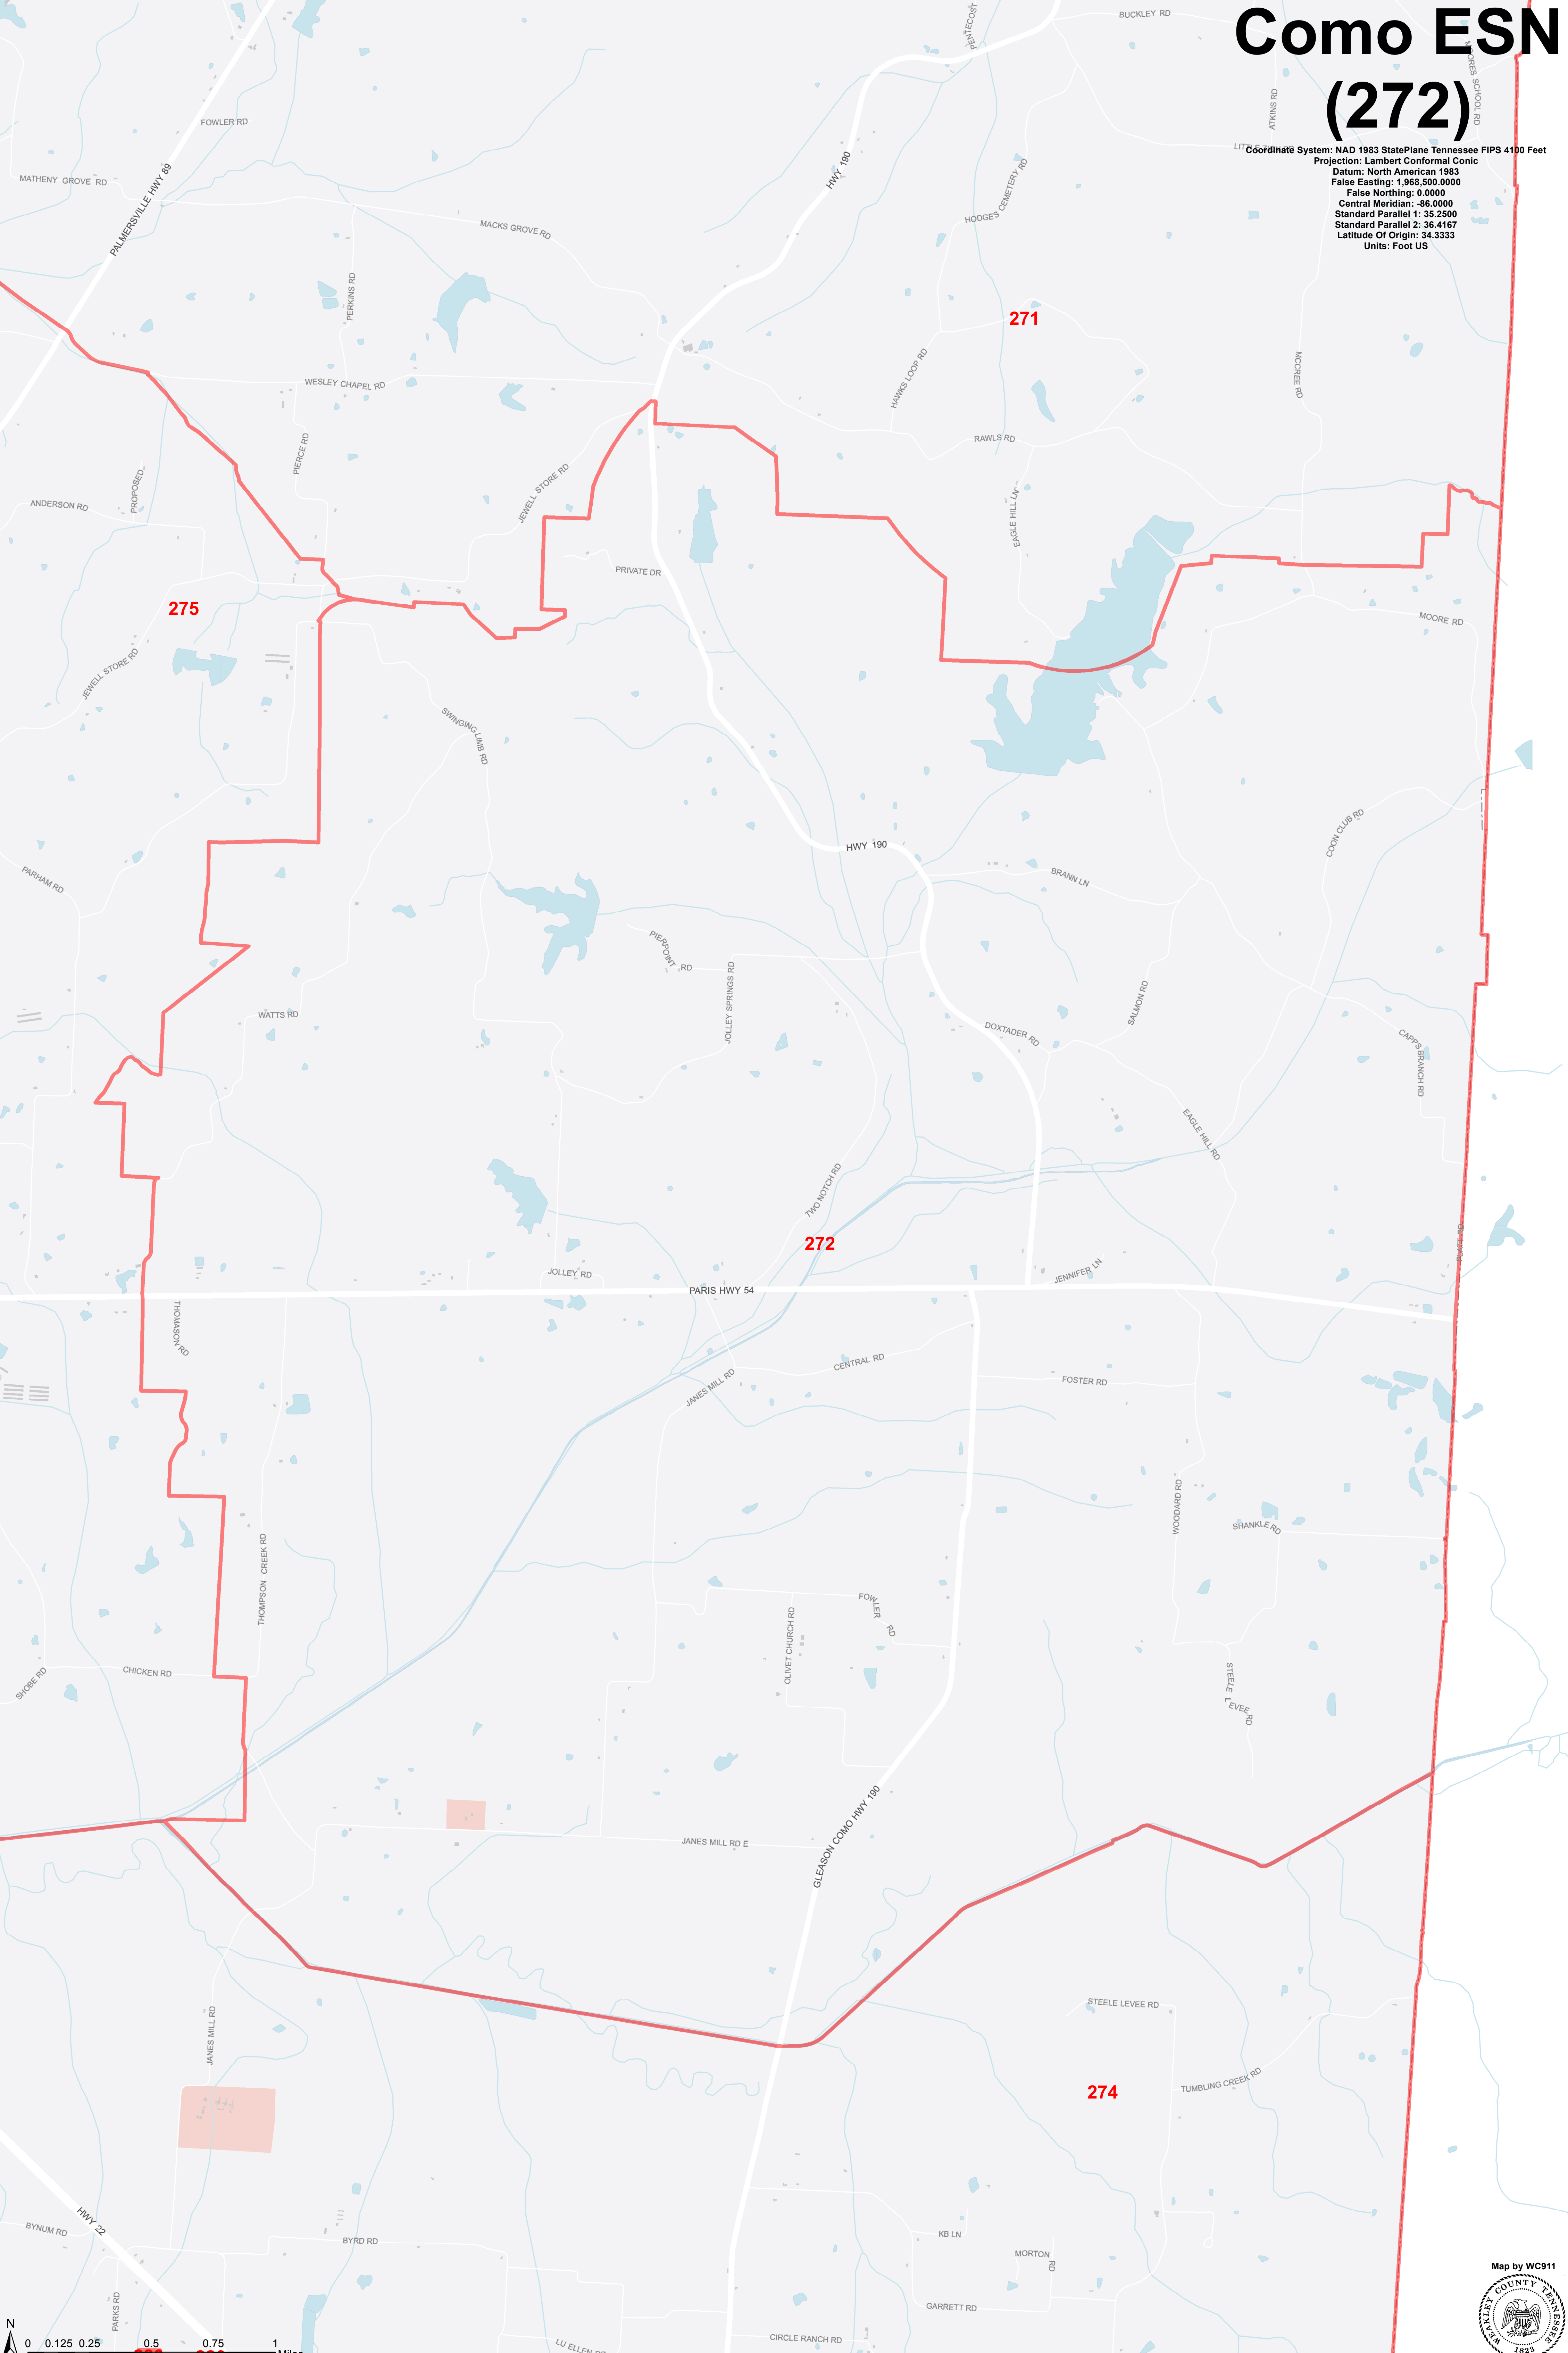 Como ESN
(272)
Coordinate System: NAD 1983 StatePlane Tennessee FIPS 4100 Feet
Projection: Lambert Conformal Conic
Datum: North American 1983
False Easting: 1,968,500.0000
False Northing: 0.0000
Central Meridian: -86.0000
Standard Parallel 1: 35.2500
Standard Parallel 2: 36.4167
Latitude Of Origin: 34.3333
Units: Foot US
PENTECOST
BUCKLEY RD
ATKINS RD
SCHOOL RD
FOWLER RD
PALMERSVILLE HWY 89
MATHENY GROVE RD
HWY 190
HODGES CEMETERY RD
MACKS GROVE RD
PERKINS RD
271
WESLEY CHAPEL RD
HAWKS LOOP RD
MCCREE RD
PIERCE RD
RAWLS RD
JEWELL STORE RD
ANDERSON RD
PROPOSED
EAGLE HILL LN
PRIVATE DR
275
MOORE RD
JEWELL STORE RD
SWINGING LIMB RD
COON CLUB RD
HWY 190
BRANN LN
PARHAM RD
PIERPOINT RD
JOLLEY SPRINGS RD
SALMON RD
WATTS RD
DOXTADER RD
CAPPS BRANCH RD
EAGLE HILL RD
TWO NOTCH RD
272
JOLLEY RD
JENNIFER LN
PARIS HWY 54
THOMASON RD
CENTRAL RD
JANES MILL RD
FOSTER RD
WOODARD RD
SHANKLE RD
THOMPSON CREEK RD
FOWLER RD
OLIVET CHURCH RD
SHOBE RD
CHICKEN RD
STEELE LEVEE RD
GLEASON COMO HWY 190
JANES MILL RD E
JANES MILL RD
STEELE LEVEE RD
274
TUMBLING CREEK RD
HWY 22
BYNUM RD
BYRD RD
KB LN
MORTON RD
PARKS RD
GARRETT RD
CIRCLE RANCH RD
LU ELLEN
Map by WC911
WEAKLEY COUNTY TENNESSEE
1823
N
0 0.125 0.25 0.5 0.75 1
Miles